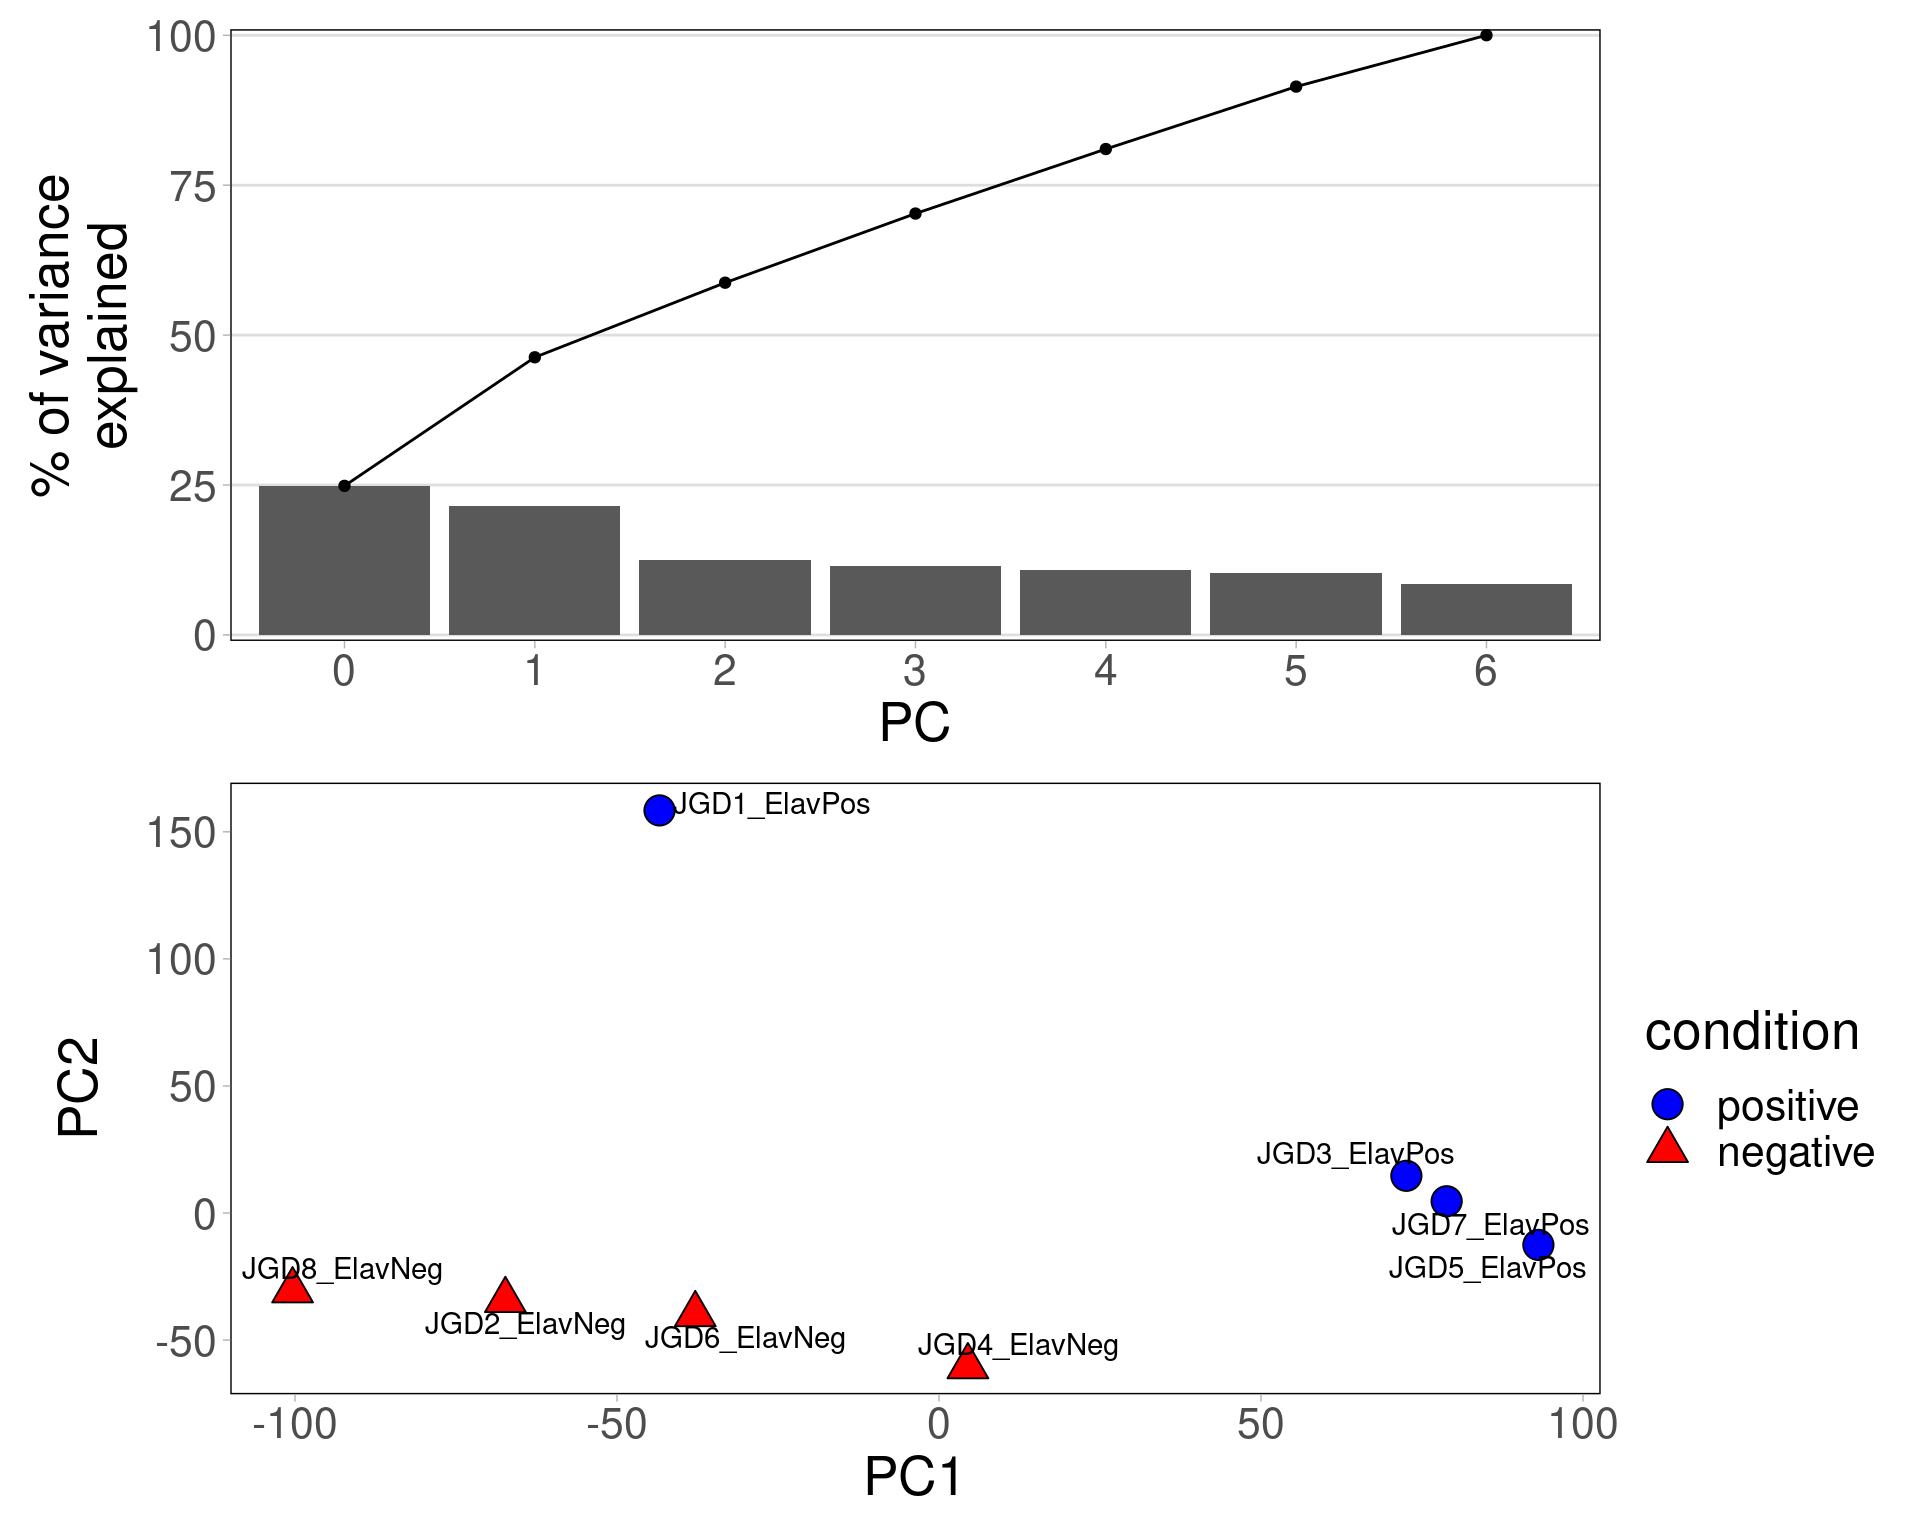 100
75
50
25
0
% of variance
explained
0 1 2 3 4 5 6
PC
150
100
50
0
-50
PC2
JGD1_ElavPos
JGD3_ElavPos
JGD7_ElavPos
JGD5_ElavPos
JGD8_ElavNeg
JGD2_ElavNeg
JGD6_ElavNeg
JGD4_ElavNeg
-100 -50 0 50 100
PC1
condition
positive
negative